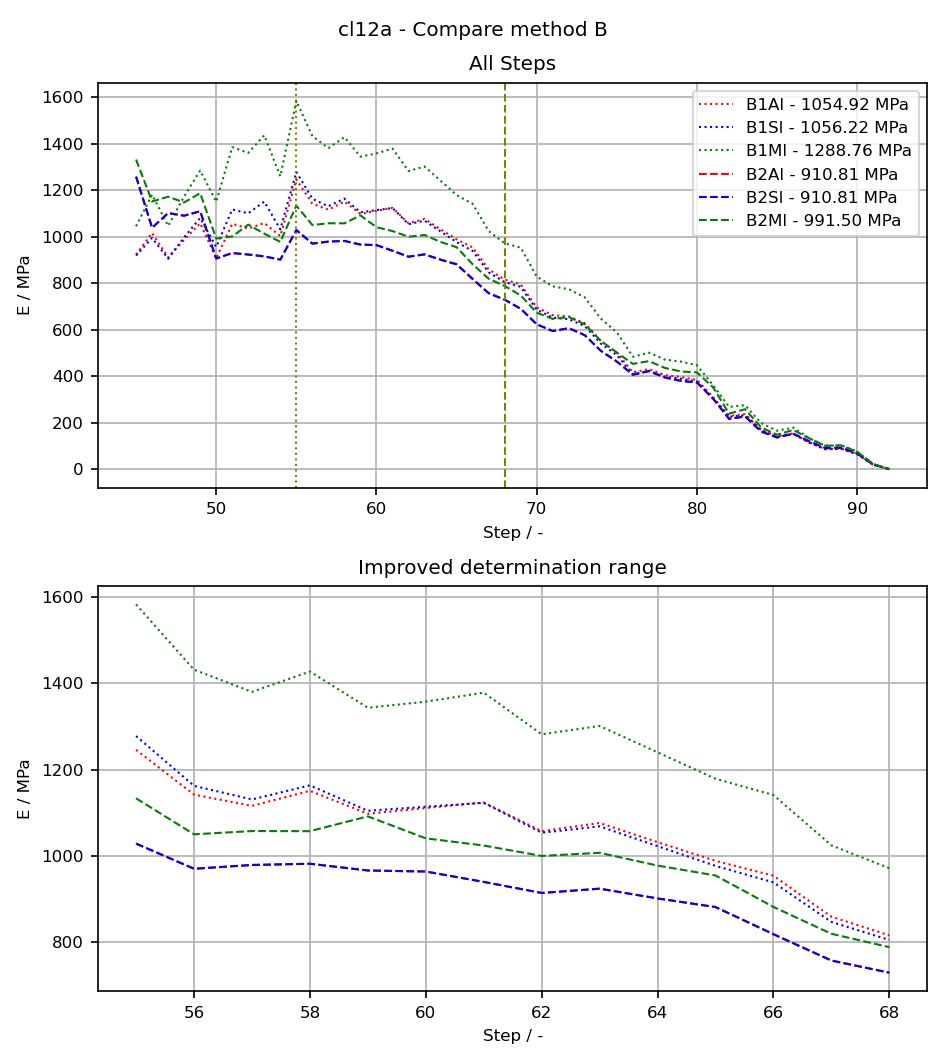 cl12a - Compare method B
All Steps
1600
1400
1200
1000
800
600
400
200
0
E / MPa
B1AI - 1054.92 MPa
B1SI - 1056.22 MPa
B1MI - 1288.76 MPa
B2AI - 910.81 MPa
B2SI - 910.81 MPa
B2MI - 991.50 MPa
50 60 70 80 90
Step / -
Improved determination range
1600
1400
1200
1000
800
E / MPa
56 58 60 62 64 66 68
Step / -